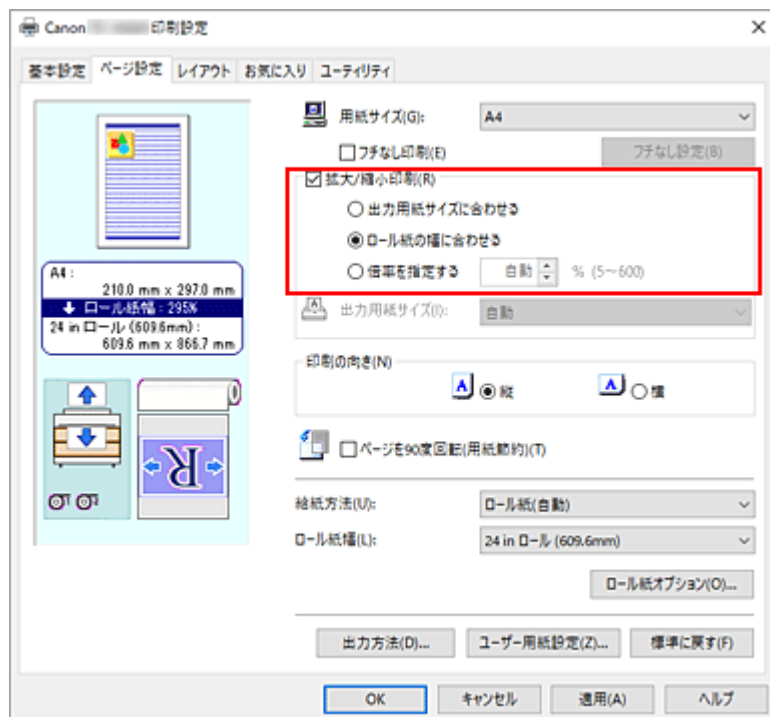 Canon 印刷設定
基本設定 ページ設定 レイアウト お気に入り ユーティリティ
用紙サイズ(G): A4
フチなし印刷(E) フチなし設定(B)
拡大/縮小印刷(R)
出力用紙サイズに合わせる
ロール紙の幅に合わせる
倍率を指定する 自動 % (5～600)
出力用紙サイズ(I): 自動
A4 :
210.0 mm x 297.0 mm
ロール紙幅 : 295%
24 in ロール (609.6mm) :
609.6 mm x 866.7 mm
印刷の向き(N)
A 縦 A 横
ページを90度回転(用紙節約)(T)
R
給紙方法(U): ロール紙(自動)
ロール紙幅(L): 24 in ロール (609.6mm)
ロール紙オプション(O)...
出力方法(D)... ユーザー用紙設定(Z)... 標準に戻す(F)
OK キャンセル 適用(A) ヘルプ